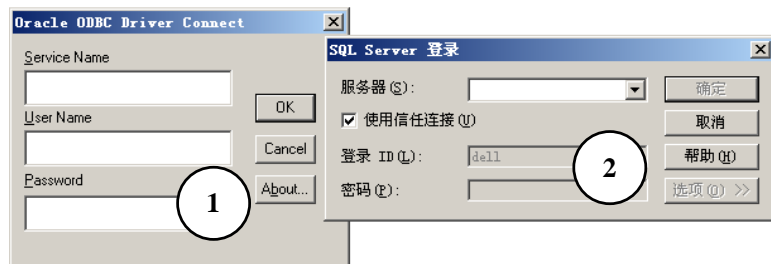 Oracle ODBC Driver Connect
Service Name
User Name
Password
OK
Cancel
About...
1
SQL Server 登录
服务器(S):
使用信任连接(U)
登录 ID(L):
dell
密码(P):
2
确定
取消
帮助(H)
选项(O) >>